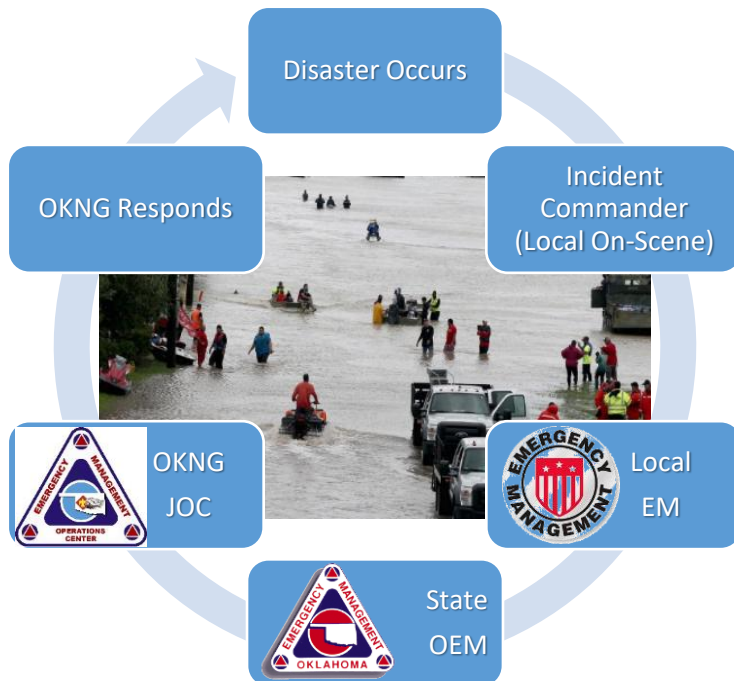 Disaster Occurs
Incident
Commander
(Local On-Scene)
Local
EM
EMERGENCY
MANAGEMENT
State
OEM
EMERGENCY
MANAGEMENT
OKLAHOMA
OKNG
JOC
EMERGENCY
MANAGEMENT
OPERATIONS
CENTER
OKNG Responds